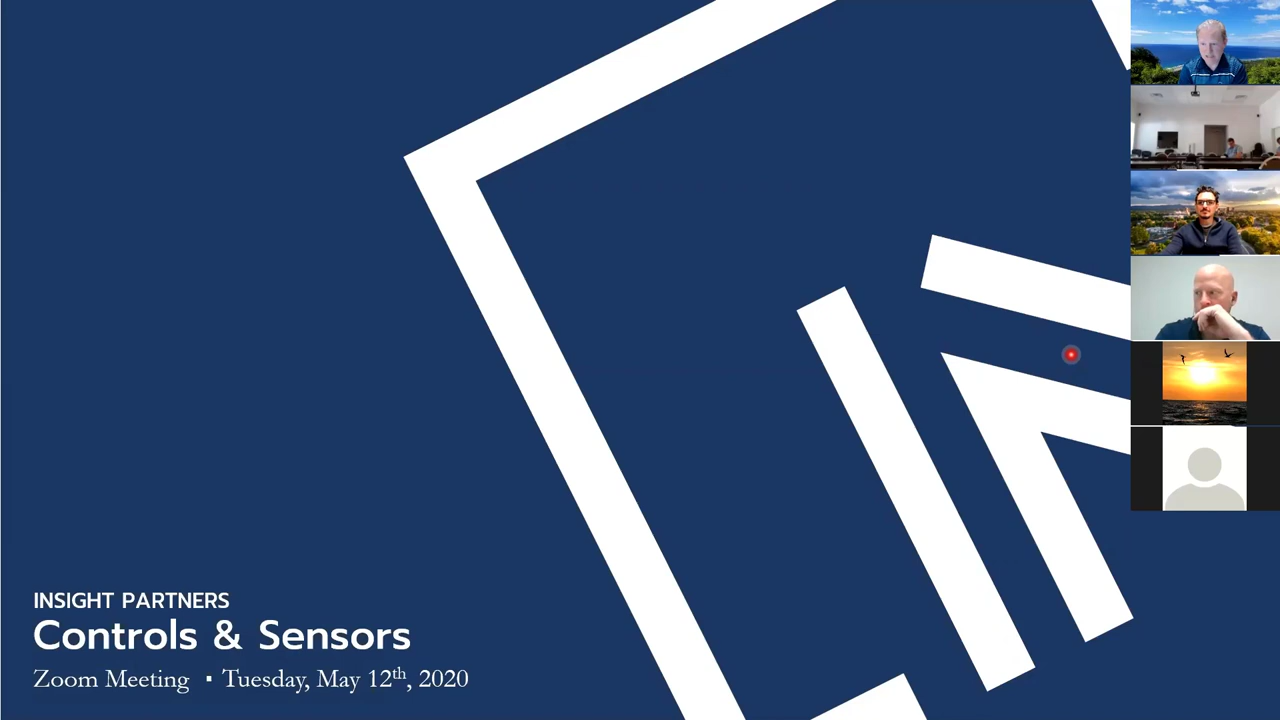 INSIGHT PARTNERS
Controls & Sensors
Zoom Meeting ▪ Tuesday, May 12th, 2020